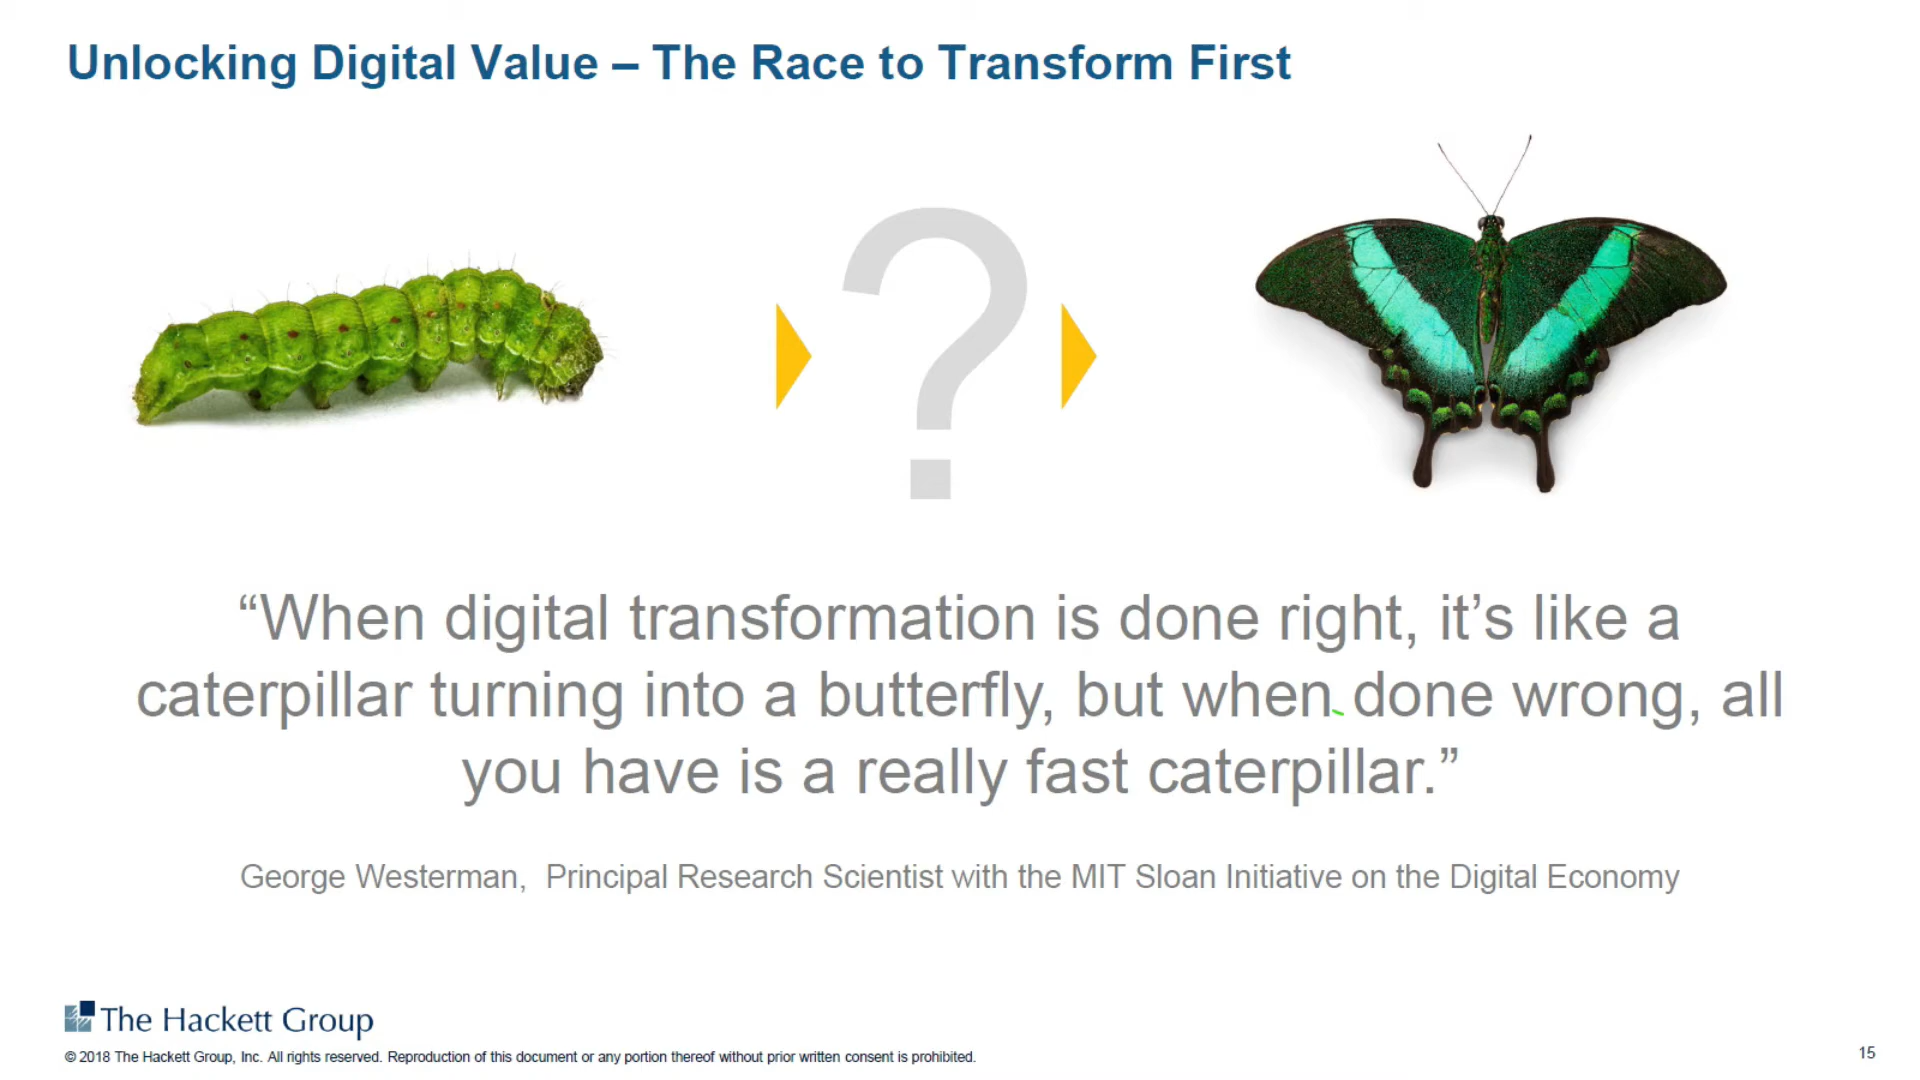 Unlocking Digital Value – The Race to Transform First
?
“When digital transformation is done right, it’s like a
caterpillar turning into a butterfly, but when done wrong, all
you have is a really fast caterpillar.”
George Westerman,  Principal Research Scientist with the MIT Sloan Initiative on the Digital Economy
The Hackett Group
© 2018 The Hackett Group, Inc. All rights reserved. Reproduction of this document or any portion thereof without prior written consent is prohibited.
15